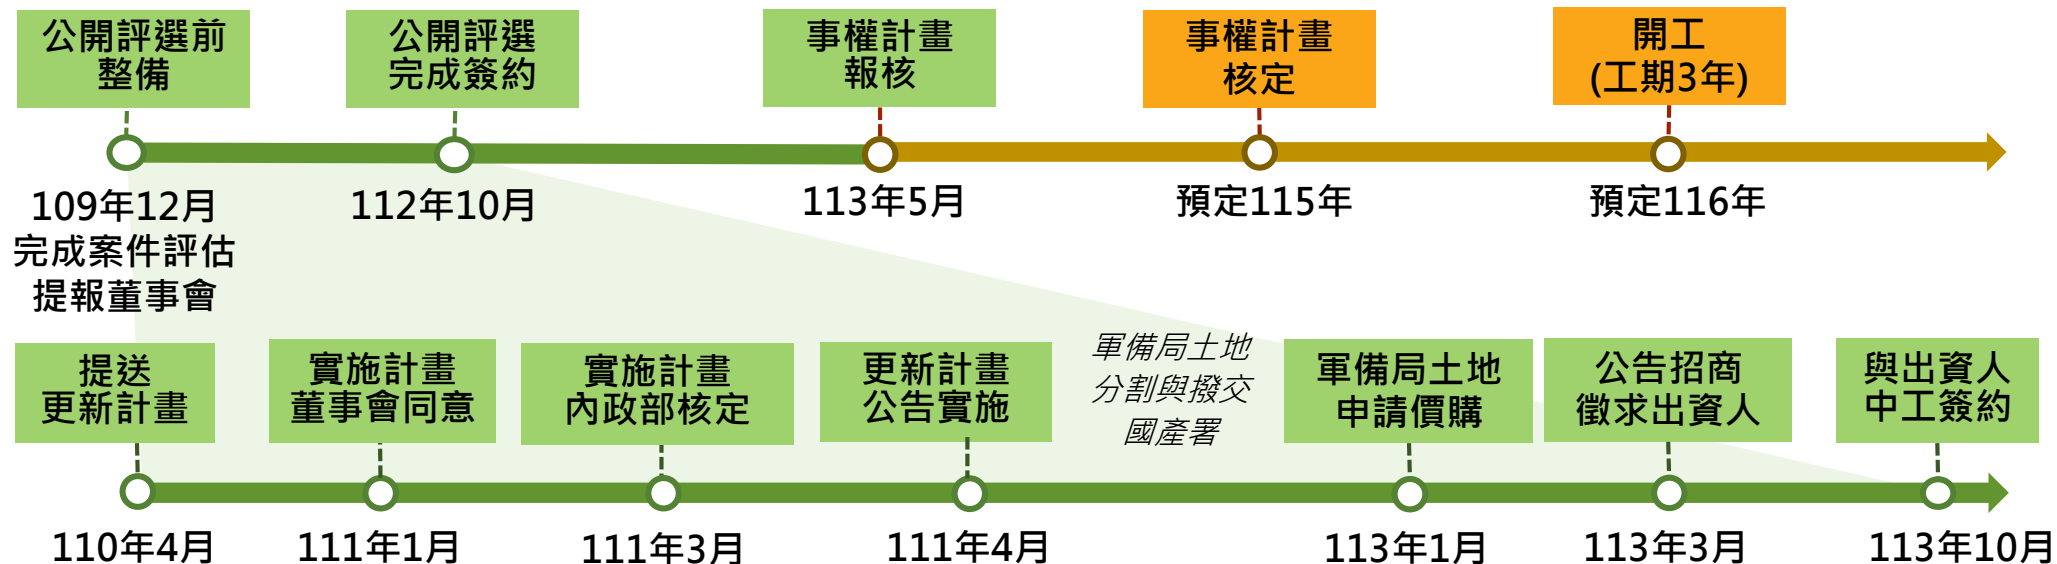 公開評選前
整備
公開評選
完成簽約
事權計畫
報核
事權計畫
核定
開工
(工期3年)
109年12月
完成案件評估
提報董事會
112年10月
113年5月
預定115年
預定116年
提送
更新計畫
實施計畫
董事會同意
實施計畫
內政部核定
更新計畫
公告實施
軍備局土地
分割與撥交
國產署
軍備局土地
申請價購
公告招商
徵求出資人
與出資人
中工簽約
110年4月
111年1月
111年3月
111年4月
113年1月
113年3月
113年10月